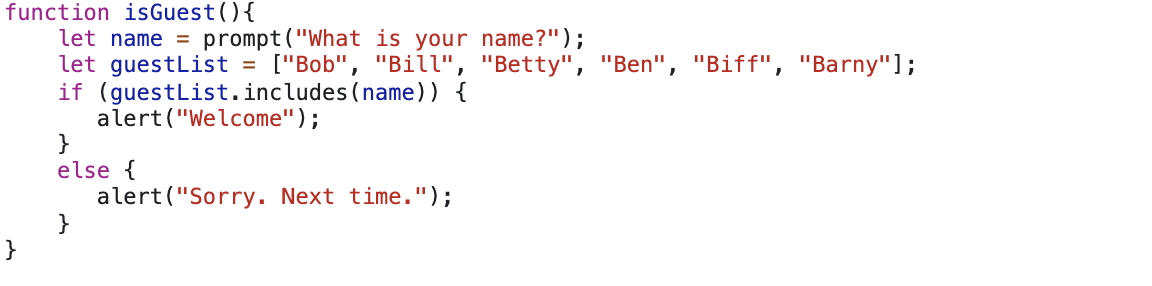 function isGuest(){
    let name = prompt("What is your name?");
    let guestList = ["Bob", "Bill", "Betty", "Ben", "Biff", "Barny"];
    if (guestList.includes(name)) {
       alert("Welcome");
    }
    else {
       alert("Sorry. Next time.");
    }
}